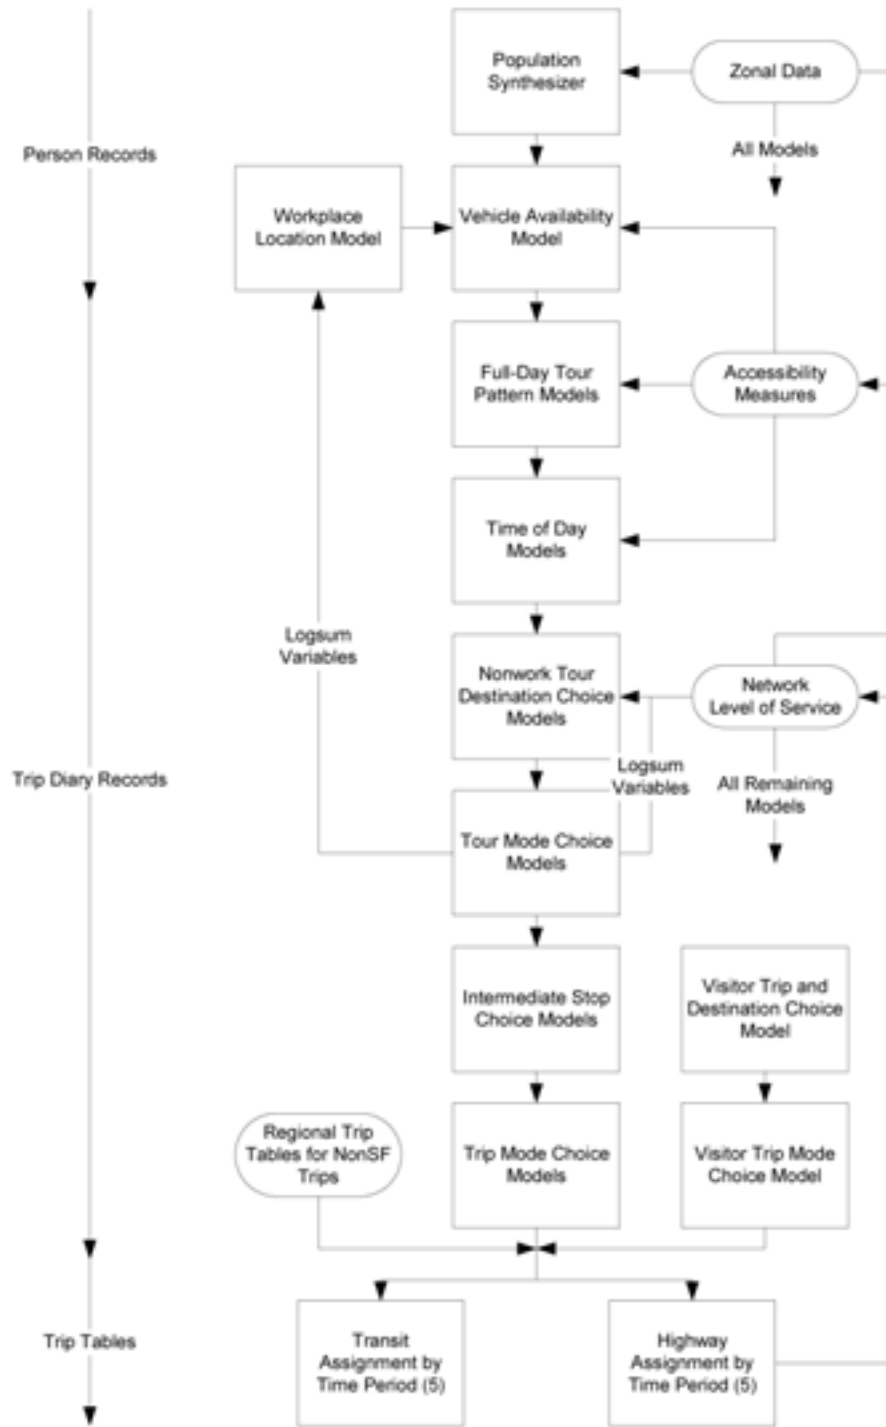 Population
Synthesizer
Zonal Data
Person Records
All Models
Workplace
Location Model
Vehicle Availability
Model
Full-Day Tour
Pattern Models
Accessibility
Measures
Time of Day
Models
Logsum
Variables
Nonwork Tour
Destination Choice
Models
Network
Level of Service
Logsum
Variables
Trip Diary Records
All Remaining
Models
Tour Mode Choice
Models
Intermediate Stop
Choice Models
Visitor Trip and
Destination Choice
Model
Regional Trip
Tables for NonSF
Trips
Trip Mode Choice
Models
Visitor Trip Mode
Choice Model
Trip Tables
Transit
Assignment by
Time Period (5)
Highway
Assignment by
Time Period (5)